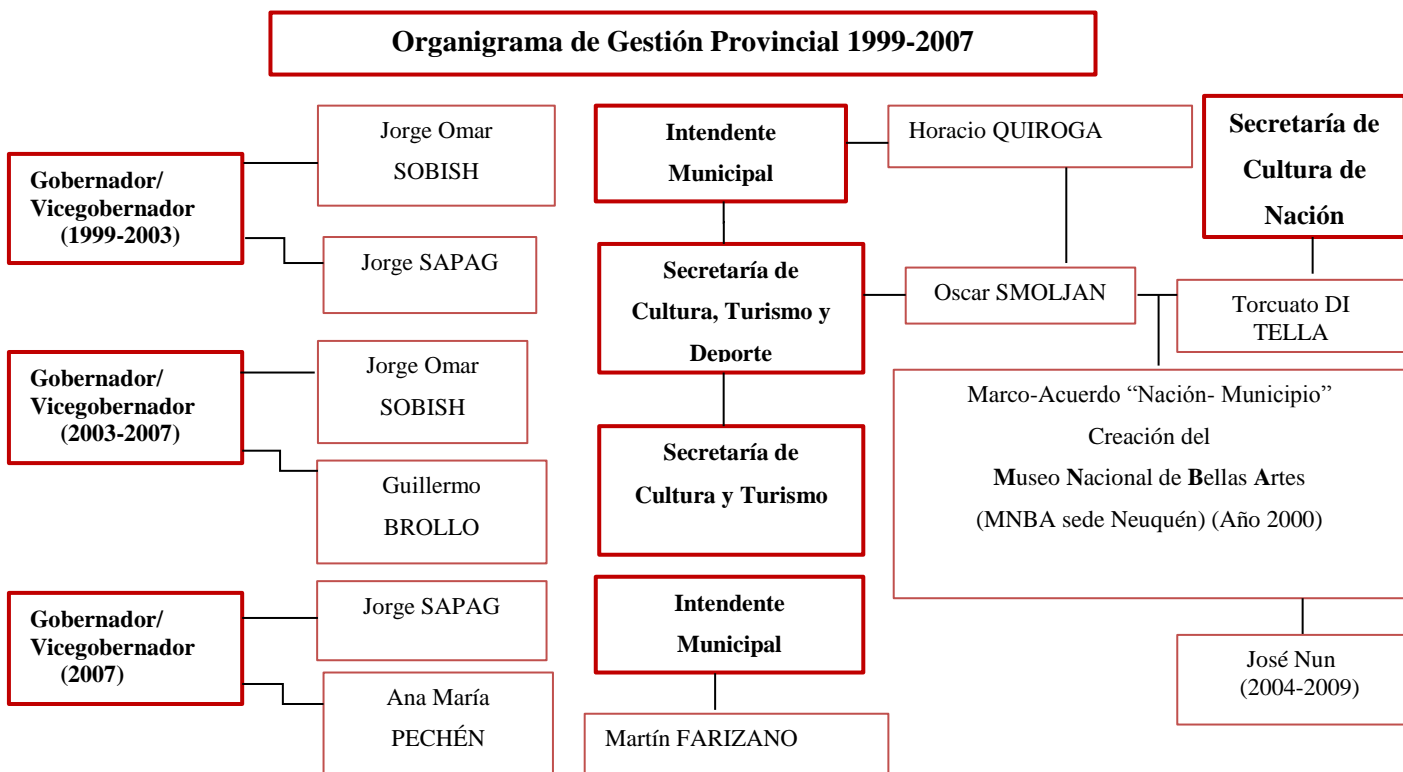 Organigrama de Gestión Provincial 1999-2007
Gobernador/
Vicegobernador
(1999-2003)
Jorge Omar
SOBISH
Jorge SAPAG
Gobernador/
Vicegobernador
(2003-2007)
Jorge Omar
SOBISH
Guillermo
BROLLO
Gobernador/
Vicegobernador
(2007)
Jorge SAPAG
Ana María
PECHÉN
Intendente
Municipal
Secretaría de
Cultura, Turismo y
Deporte
Secretaría de
Cultura y Turismo
Intendente
Municipal
Martín FARIZANO
Horacio QUIROGA
Oscar SMOLJAN
Secretaría de
Cultura de
Nación
Torcuato DI
TELLA
Marco-Acuerdo “Nación- Municipio”
Creación del
Museo Nacional de Bellas Artes
(MNBA sede Neuquén) (Año 2000)
José Nun
(2004-2009)